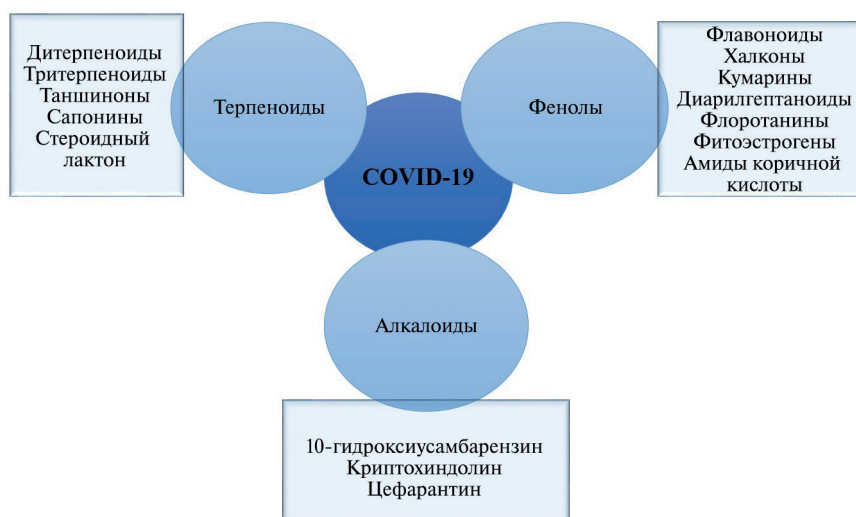 Дитерпеноиды
Тритерпеноиды
Таншиноны
Сапонины
Стероидный
лактон
Терпеноиды
COVID-19
Фенолы
Флавоноиды
Халконы
Кумарины
Диарилгептаноиды
Флоротанины
Фитоэстрогены
Амиды коричной
кислоты
Алкалоиды
10-гидроксиусамбарензин
Криптохиндолин
Цефарантин